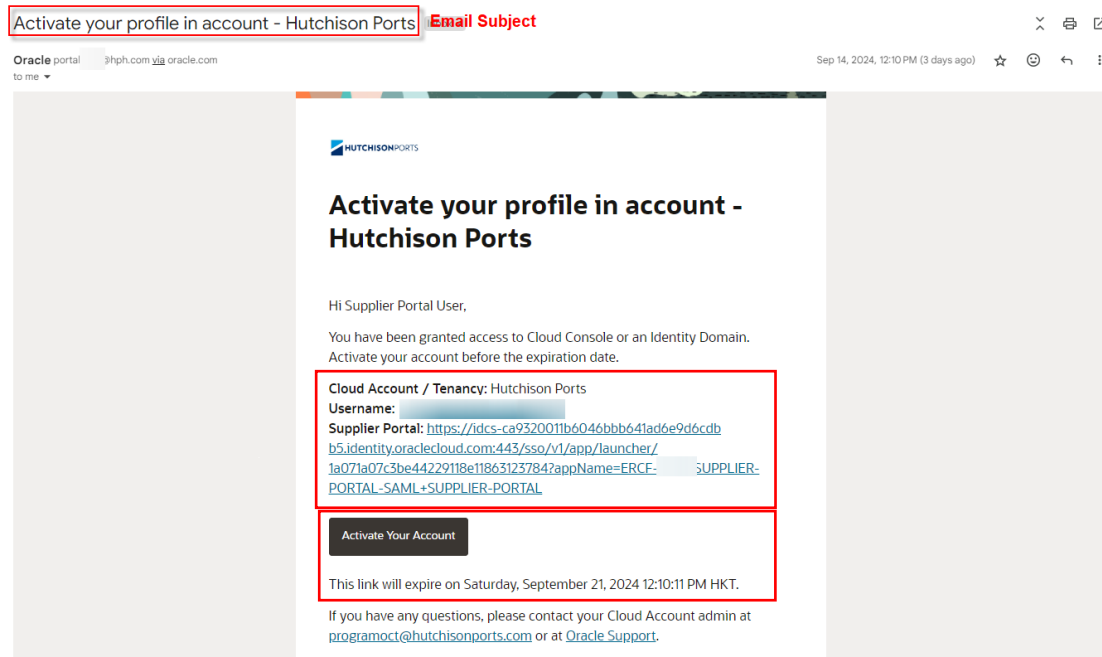 Activate your profile in account - Hutchison Ports Email Subject
Oracle portal @hph.com via oracle.com
Sep 14, 2024, 12:10 PM (3 days ago)
to me
HUTCHISONPORTS
Activate your profile in account -
Hutchison Ports
Hi Supplier Portal User,
You have been granted access to Cloud Console or an Identity Domain.
Activate your account before the expiration date.
Cloud Account / Tenancy: Hutchison Ports
Username:
Supplier Portal: https://idcs-ca9320011b6046bbb641ad6e9d6cdb
b5.identity.oraclecloud.com:443/sso/v1/app/launcher/
1a071a07c3be44229118e11863123784?appName=ERCF- SUPPLIER-
PORTAL-SAML+SUPPLIER-PORTAL
Activate Your Account
This link will expire on Saturday, September 21, 2024 12:10:11 PM HKT.
If you have any questions, please contact your Cloud Account admin at
programoct@hutchisonports.com or at Oracle Support.